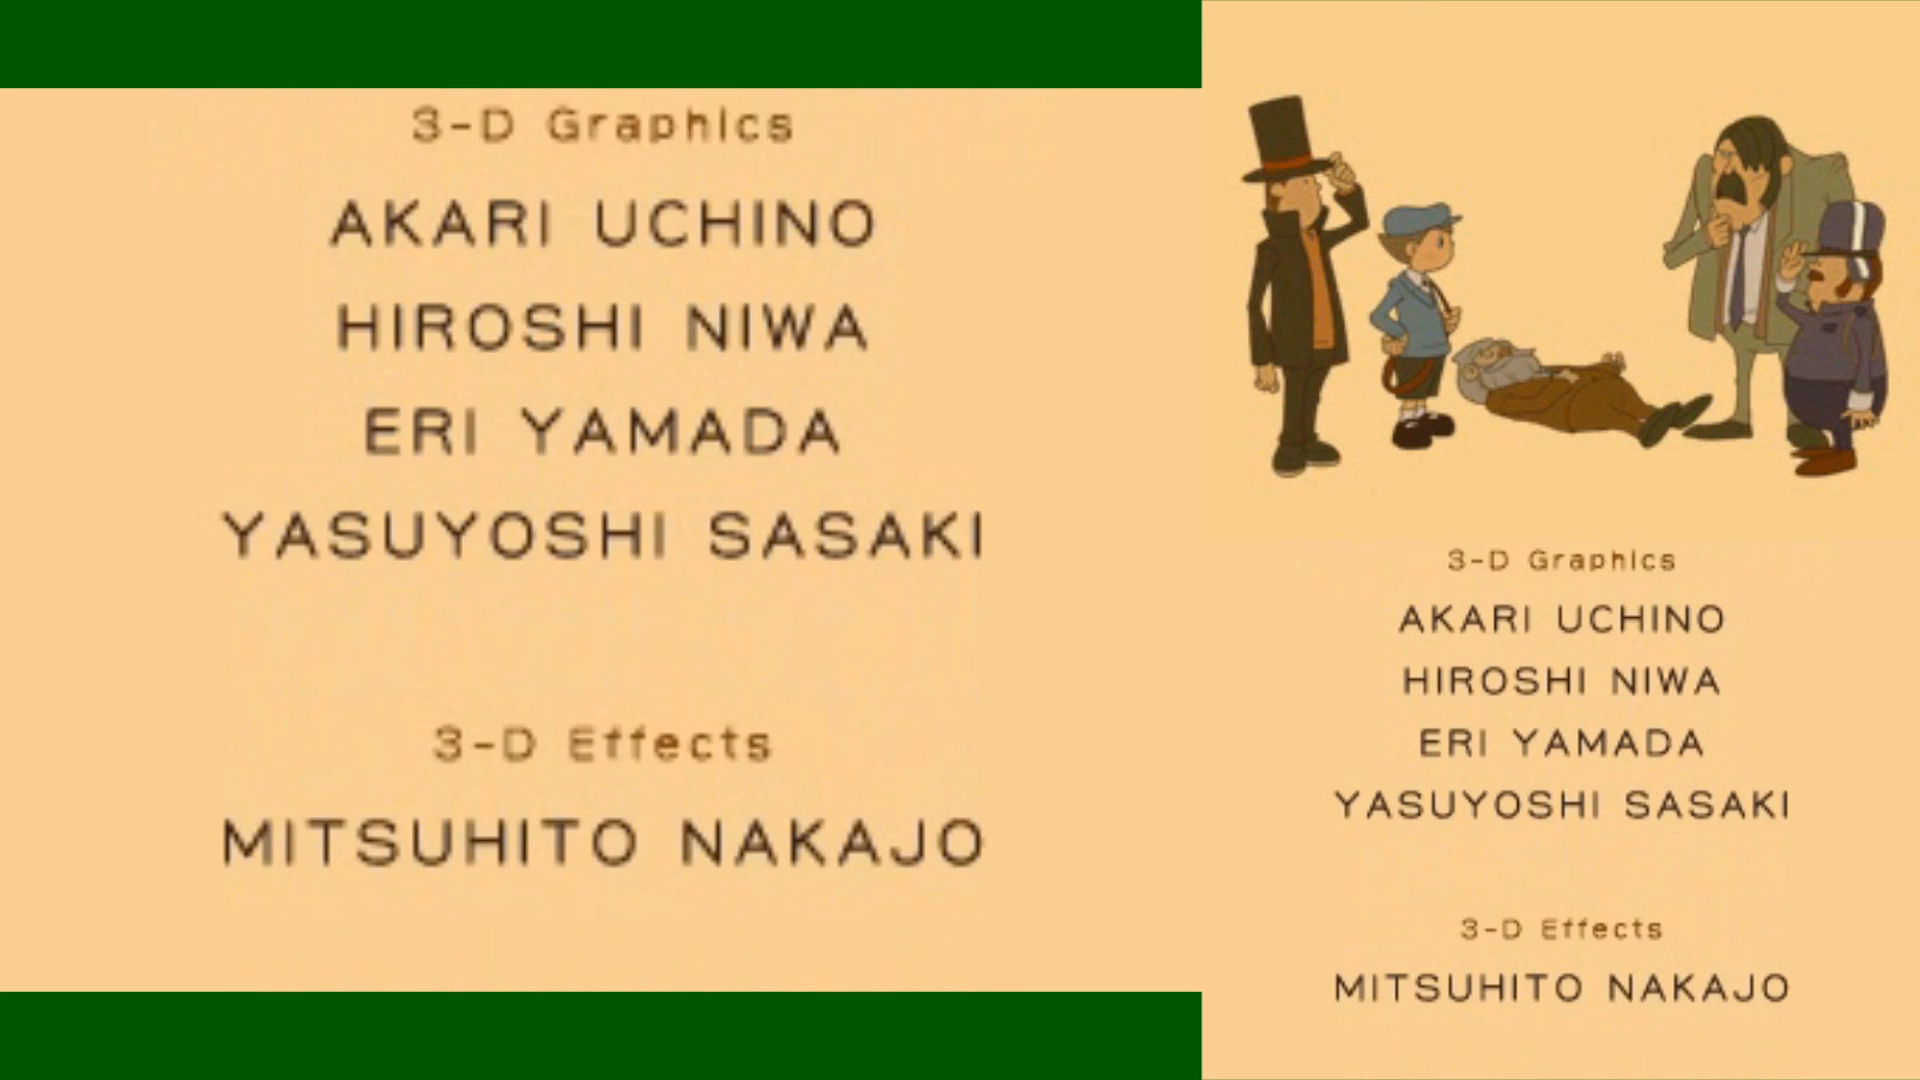 3-D Graphics
AKARI UCHINO
HIROSHI NIWA
ERI YAMADA
YASUYOSHI SASAKI
3-D Effects
MITSUHITO NAKAJO
3-D Graphics
AKARI UCHINO
HIROSHI NIWA
ERI YAMADA
YASUYOSHI SASAKI
3-D Effects
MITSUHITO NAKAJO